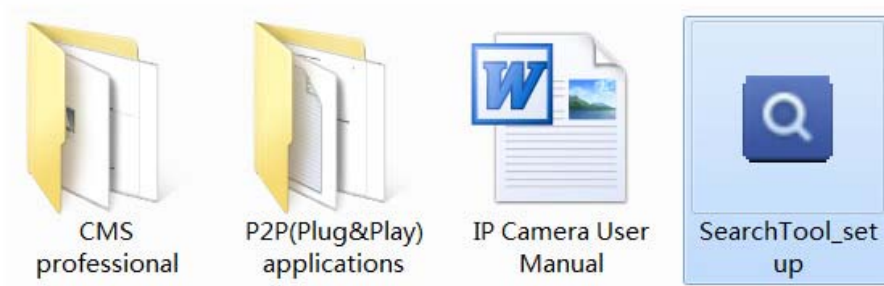 CMS
professional
P2P(Plug&Play)
applications
IP Camera User
Manual
SearchTool_set
up